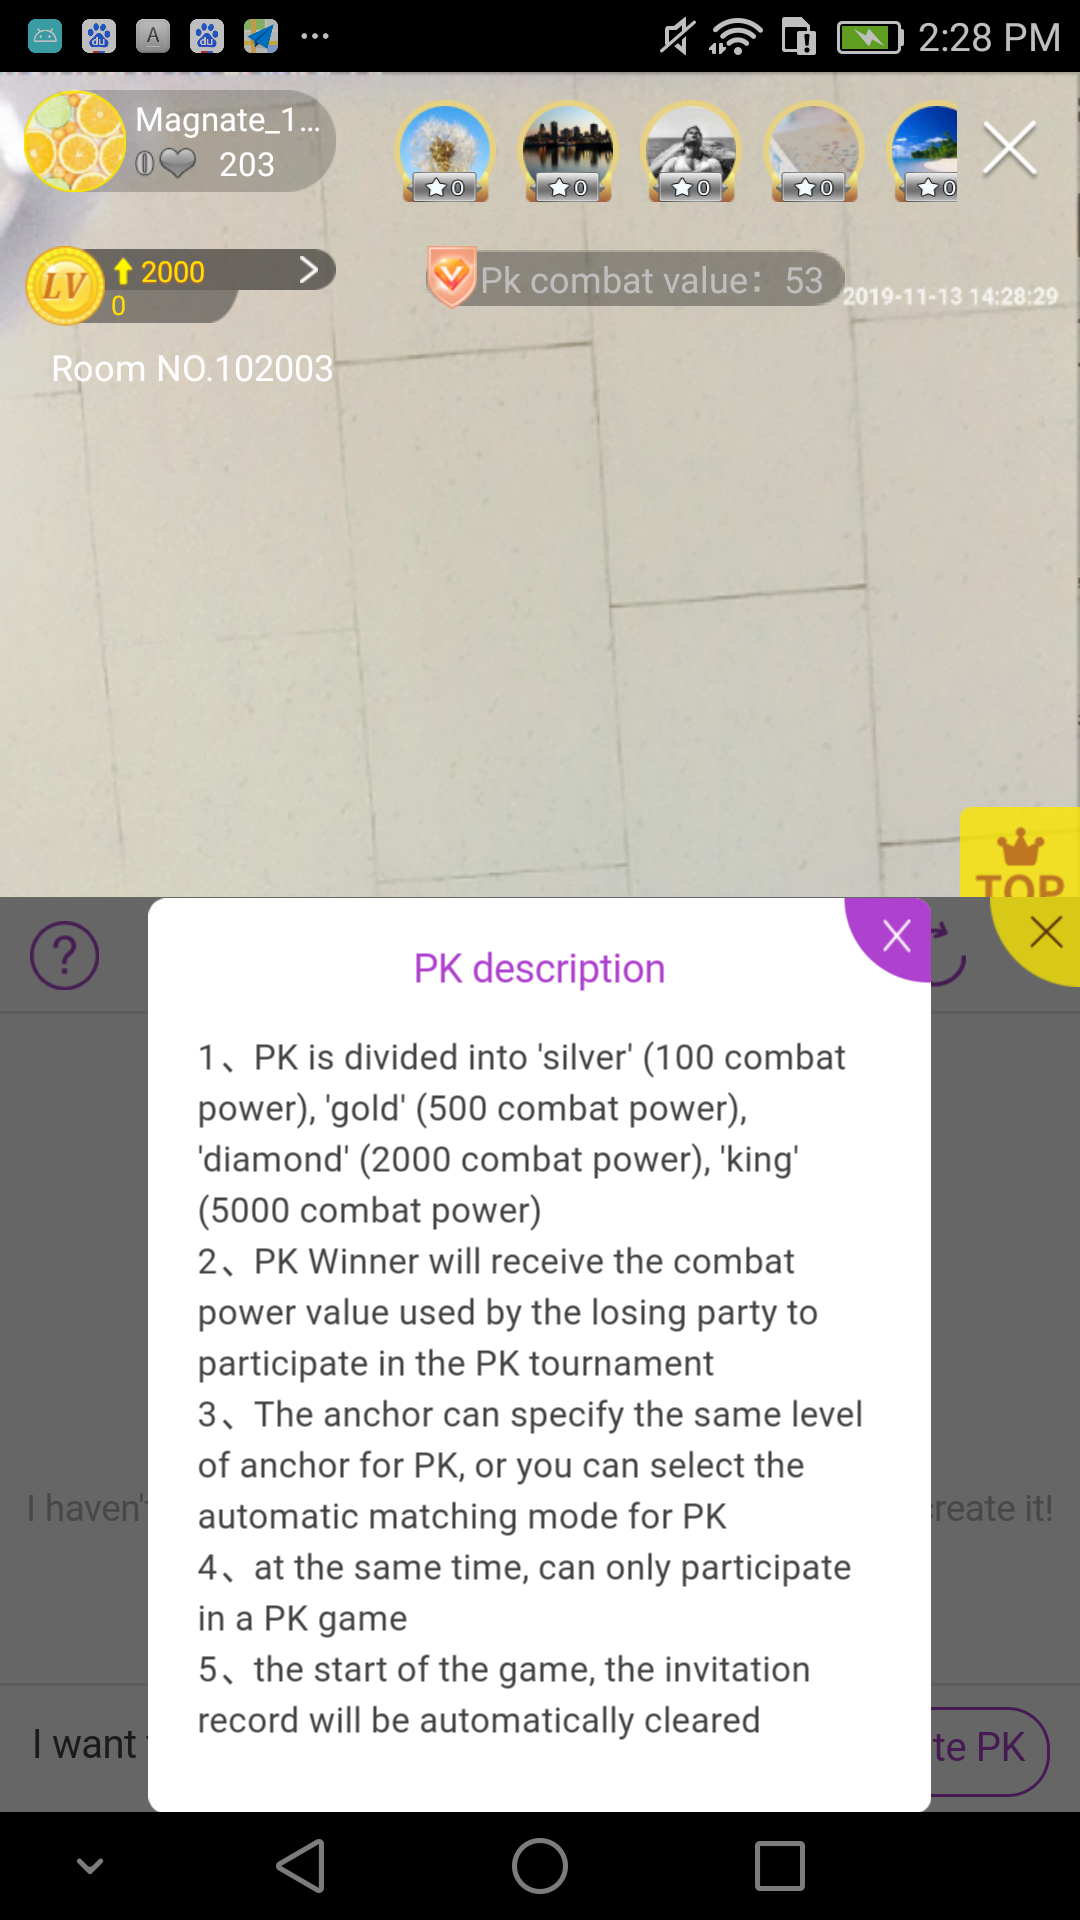 2:28 PM
Magnate_1...
203
0
0
0
0
0
LV
2000
0
Pk combat value: 53
2019-11-13 14:28:29
Room NO.102003
TOP
PK description
1、PK is divided into 'silver' (100 combat
power), 'gold' (500 combat power),
'diamond' (2000 combat power), 'king'
(5000 combat power)
2、PK Winner will receive the combat
power value used by the losing party to
participate in the PK tournament
3、The anchor can specify the same level
of anchor for PK, or you can select the
automatic matching mode for PK
4、at the same time, can only participate
in a PK game
5、the start of the game, the invitation
record will be automatically cleared
I haven'
create it!
I want
te PK